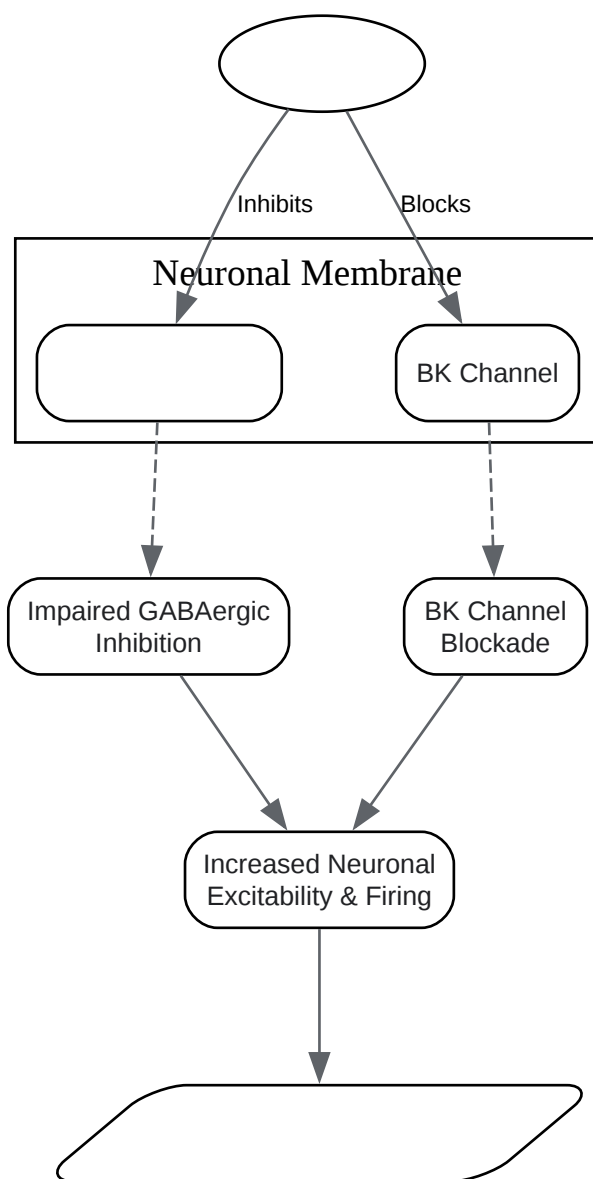 Inhibits
Blocks
Neuronal Membrane
BK Channel
Impaired GABAergic
Inhibition
BK Channel
Blockade
Increased Neuronal
Excitability & Firing